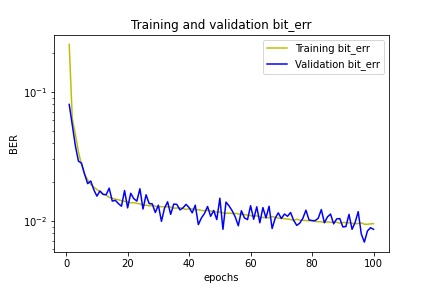 Training and validation bit_err
Training bit_err
Validation bit_err
10⁻¹
10⁻²
BER
0 20 40 60 80 100
epochs